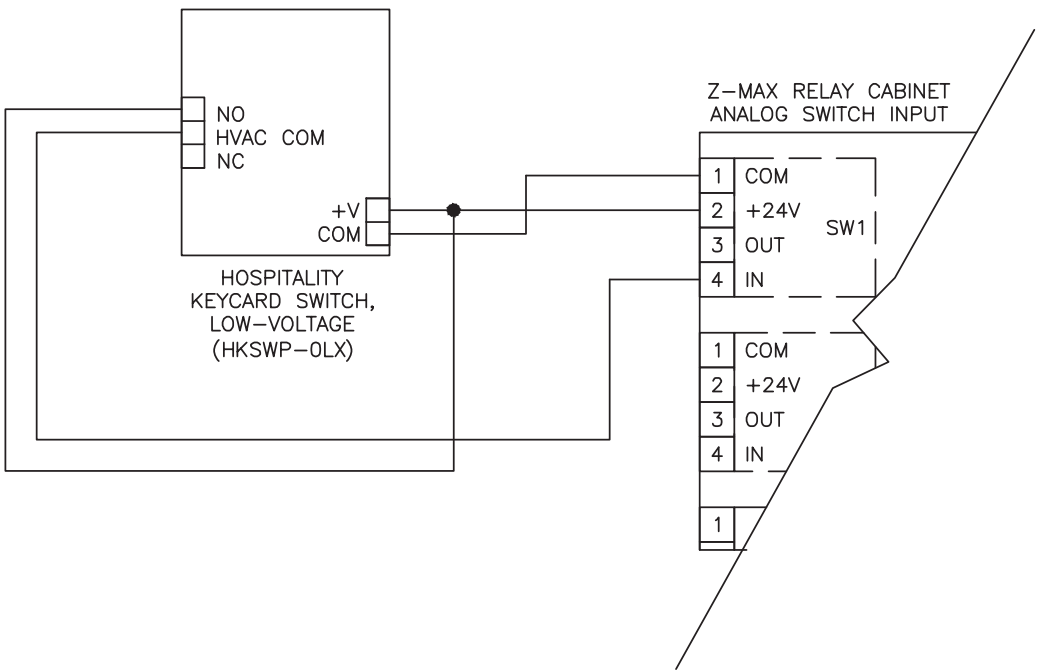 NO
HVAC COM
NC
+V
COM
HOSPITALITY
KEYCARD SWITCH,
LOW-VOLTAGE
(HKSWP-0LX)
Z-MAX RELAY CABINET
ANALOG SWITCH INPUT
1 COM
2 +24V
SW1
3 OUT
4 IN
1 COM
2 +24V
3 OUT
4 IN
1